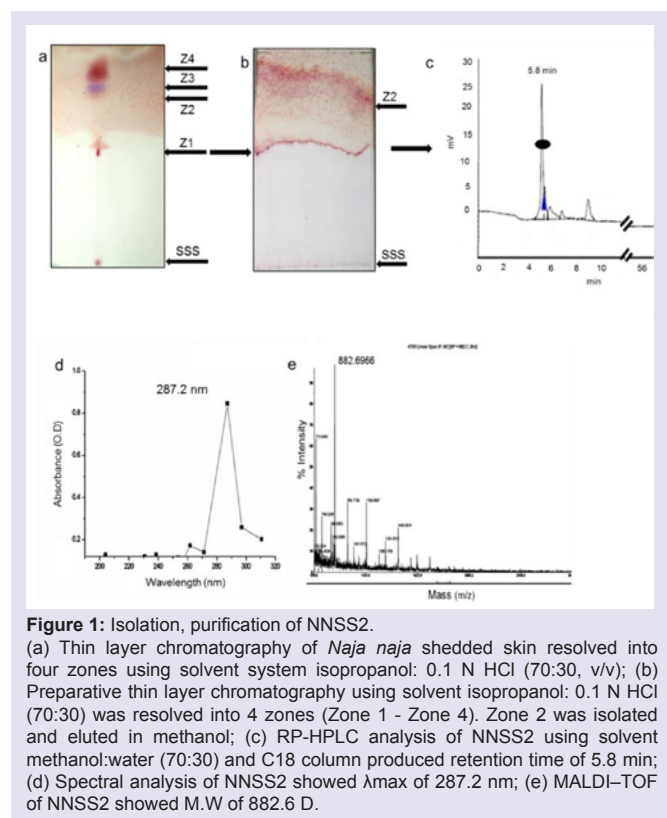 a
Z4
Z3
Z2
Z1
SSS
b
Z2
SSS
c
5.8 min
mV
30
25
20
15
10
5
0
0 2 4 6 8 10 56
min
d
287.2 nm
Absorbance (O.D)
1.0
0.8
0.6
0.4
0.2
200 220 240 260 280 300 320
Wavelength (nm)
e
882.6966
% Intensity
Mass (m/z)
Figure 1: Isolation, purification of NNSS2.
(a) Thin layer chromatography of Naja naja shedded skin resolved into
four zones using solvent system isopropanol: 0.1 N HCl (70:30, v/v); (b)
Preparative thin layer chromatography using solvent isopropanol: 0.1 N HCl
(70:30) was resolved into 4 zones (Zone 1 - Zone 4). Zone 2 was isolated
and eluted in methanol; (c) RP-HPLC analysis of NNSS2 using solvent
methanol:water (70:30) and C18 column produced retention time of 5.8 min;
(d) Spectral analysis of NNSS2 showed λmax of 287.2 nm; (e) MALDI–TOF
of NNSS2 showed M.W of 882.6 D.